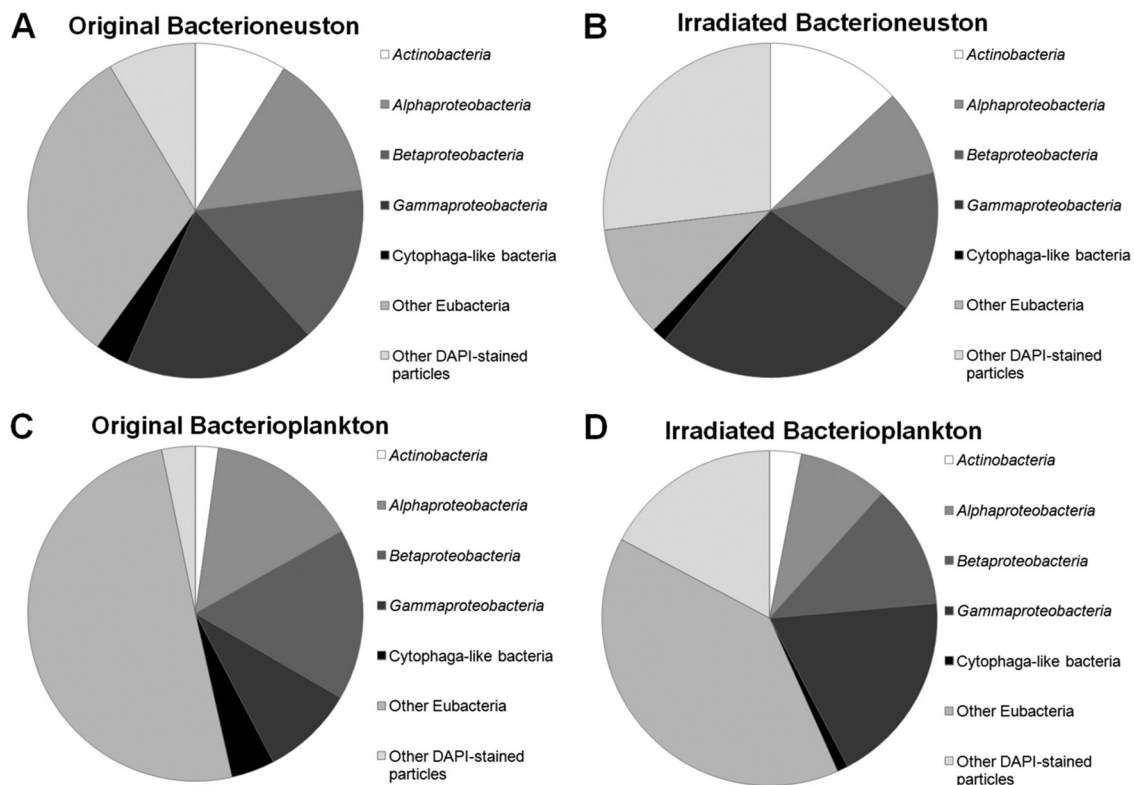 A
Original Bacterioneuston
Actinobacteria
Alphaproteobacteria
Betaproteobacteria
Gammaproteobacteria
Cytophaga-like bacteria
Other Eubacteria
Other DAPI-stained
particles
B
Irradiated Bacterioneuston
Actinobacteria
Alphaproteobacteria
Betaproteobacteria
Gammaproteobacteria
Cytophaga-like bacteria
Other Eubacteria
Other DAPI-stained
particles
C
Original Bacterioplankton
Actinobacteria
Alphaproteobacteria
Betaproteobacteria
Gammaproteobacteria
Cytophaga-like bacteria
Other Eubacteria
Other DAPI-stained
particles
D
Irradiated Bacterioplankton
Actinobacteria
Alphaproteobacteria
Betaproteobacteria
Gammaproteobacteria
Cytophaga-like bacteria
Other Eubacteria
Other DAPI-stained
particles